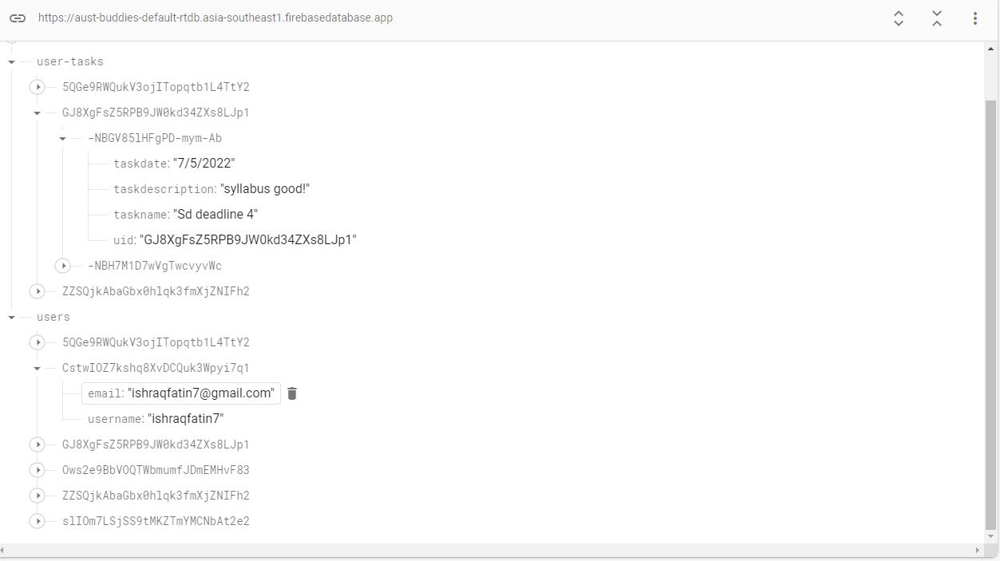 https://aust-buddies-default-rtdb.asia-southeast1.firebasedatabase.app
user-tasks
5QGe9RWQukV3ojITopqtb1L4TtY2
GJ8XgFsZ5RPB9JW0kd34ZXs8LJp1
-NBGV85lHFgPD-mym-Ab
taskdate: "7/5/2022"
taskdescription: "syllabus good!"
taskname: "Sd deadline 4"
uid: "GJ8XgFsZ5RPB9JW0kd34ZXs8LJp1"
-NBH7M1D7wVgTwcvyvWc
ZZSQjkAbaGbx0hlqk3fmXjZNIFh2
users
5QGe9RWQukV3ojITopqtb1L4TtY2
CstwIOZ7kshq8XvDCQuk3Wpyi7q1
email: "ishraqfatin7@gmail.com"
username: "ishraqfatin7"
GJ8XgFsZ5RPB9JW0kd34ZXs8LJp1
Ows2e9BbVOQTWbmumfJDmEMHvF83
ZZSQjkAbaGbx0hlqk3fmXjZNIFh2
slIOm7LSjSS9tMKZTmYMCNbAt2e2